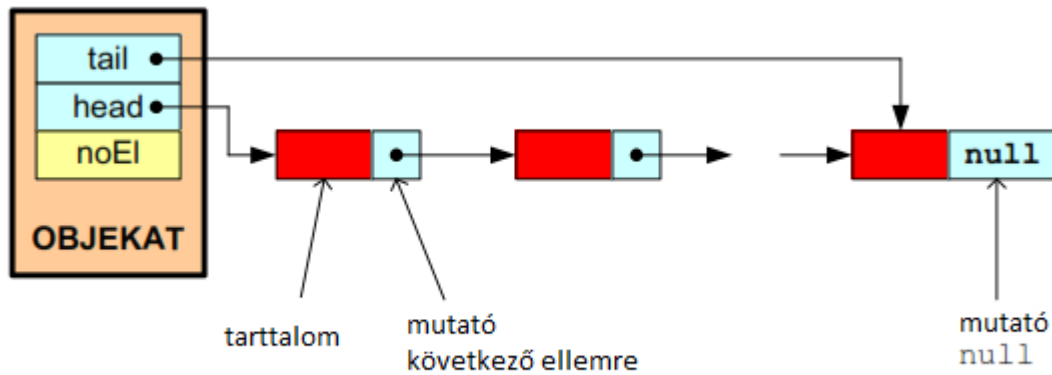 tail
head
noEl
OBJEKAT
null
tarttalom
mutató
következő ellemre
mutató
null